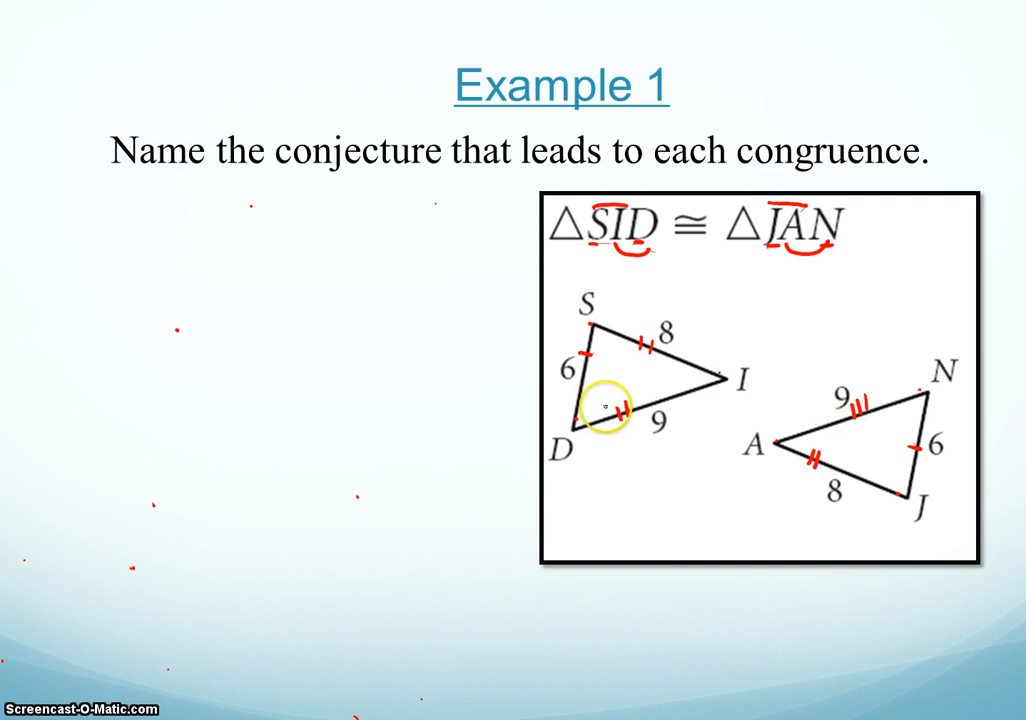 Example 1
Name the conjecture that leads to each congruence.
△SID ≅ △JAN
S
8
6
I
D
9
N
9
A
6
8
J
Screencast-O-Matic.com